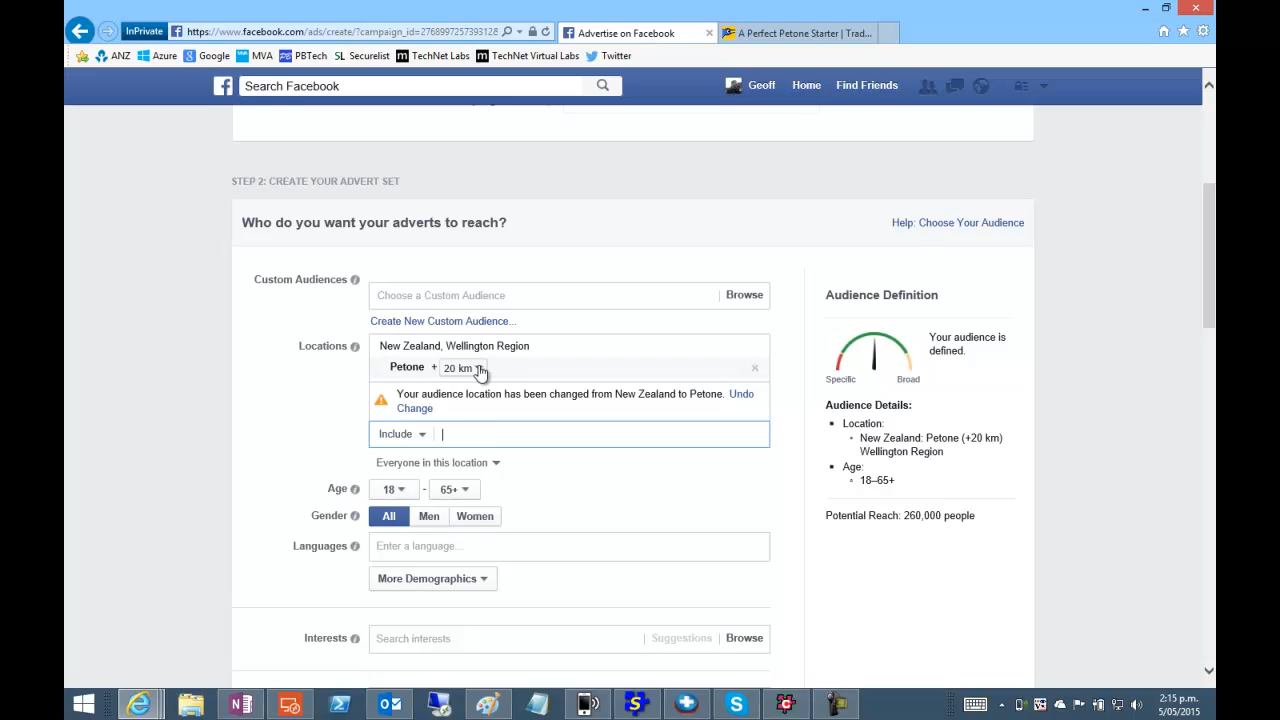 InPrivate
https://www.facebook.com/ads/create/?campaign_id=2768997257393128
Advertise on Facebook
A Perfect Petone Starter | Trad...
ANZ
Azure
Google
MVA
PBTech
SL Securelist
TechNet Labs
TechNet Virtual Labs
Twitter
Search Facebook
Geoff
Home
Find Friends
STEP 2: CREATE YOUR ADVERT SET
Who do you want your adverts to reach?
Help: Choose Your Audience
Custom Audiences
Choose a Custom Audience
Browse
Create New Custom Audience...
Locations
New Zealand, Wellington Region
Petone + 20 km
Your audience location has been changed from New Zealand to Petone. Undo
Change
Include
Everyone in this location
Age
18 - 65+
Gender
All
Men
Women
Languages
Enter a language...
More Demographics
Interests
Search interests
Suggestions
Browse
Audience Definition
Your audience is
defined.
Specific
Broad
Audience Details:
Location:
New Zealand: Petone (+20 km)
Wellington Region
Age:
18–65+
Potential Reach: 260,000 people
2:15 p.m.
5/05/2015